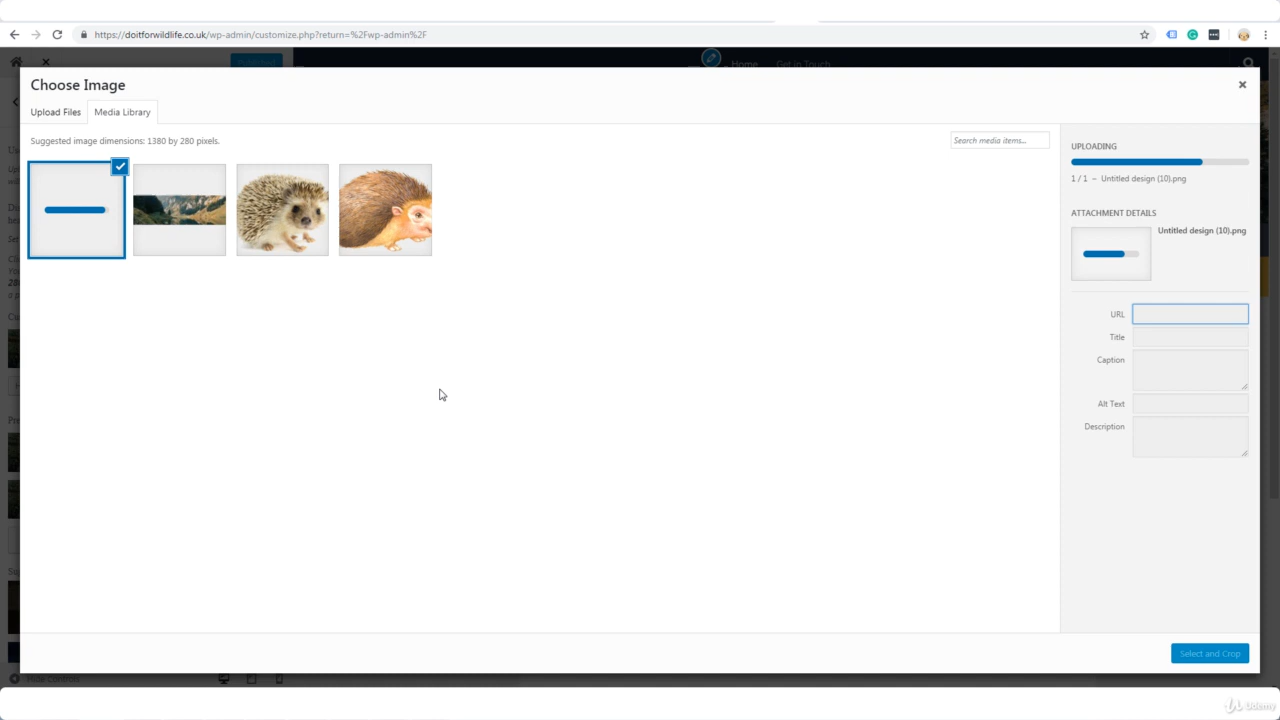 https://doitforwildlife.co.uk/wp-admin/customize.php?return=%2Fwp-admin%2F
Home
Get in Touch
Choose Image
Upload Files
Media Library
Suggested image dimensions: 1380 by 280 pixels.
Search media items...
UPLOADING
1 / 1 – Untitled design (10).png
ATTACHMENT DETAILS
Untitled design (10).png
URL
Title
Caption
Alt Text
Description
Select and Crop
Hide Controls
Udemy